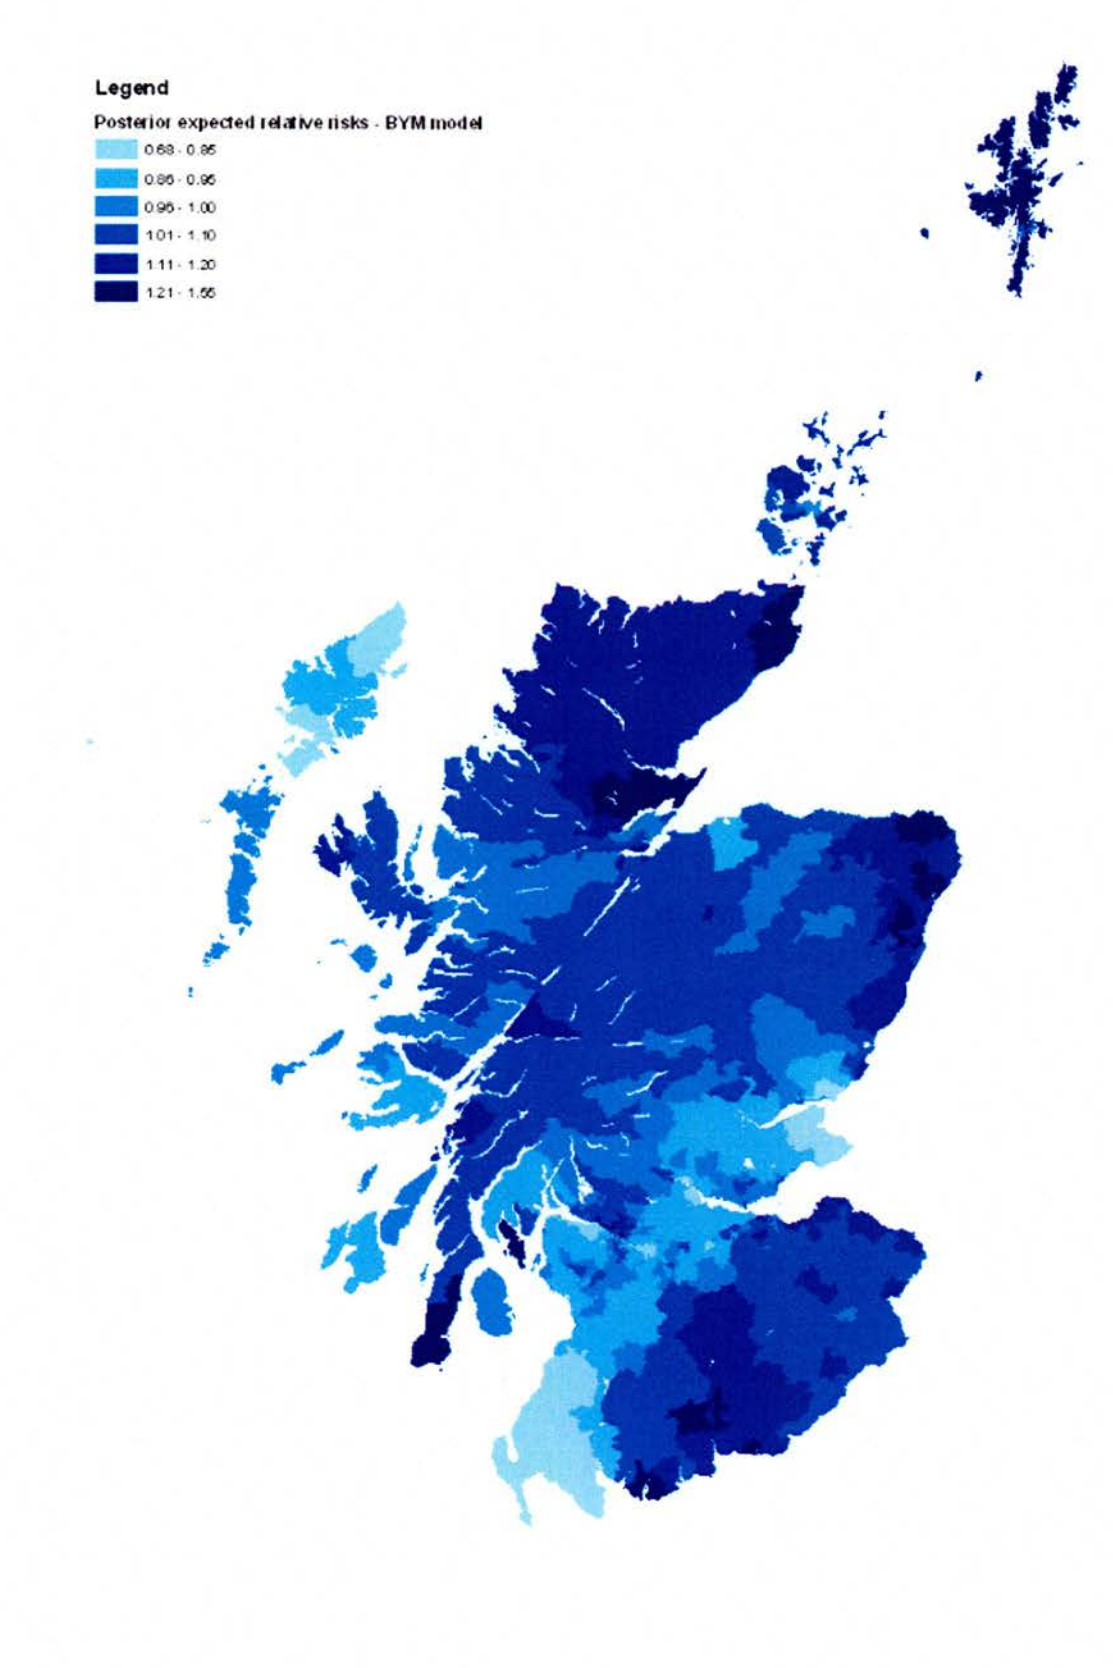 Legend
Posterior expected relative risks - BYM model
0.68 - 0.85
0.86 - 0.95
0.96 - 1.00
1.01 - 1.10
1.11 - 1.20
1.21 - 1.55